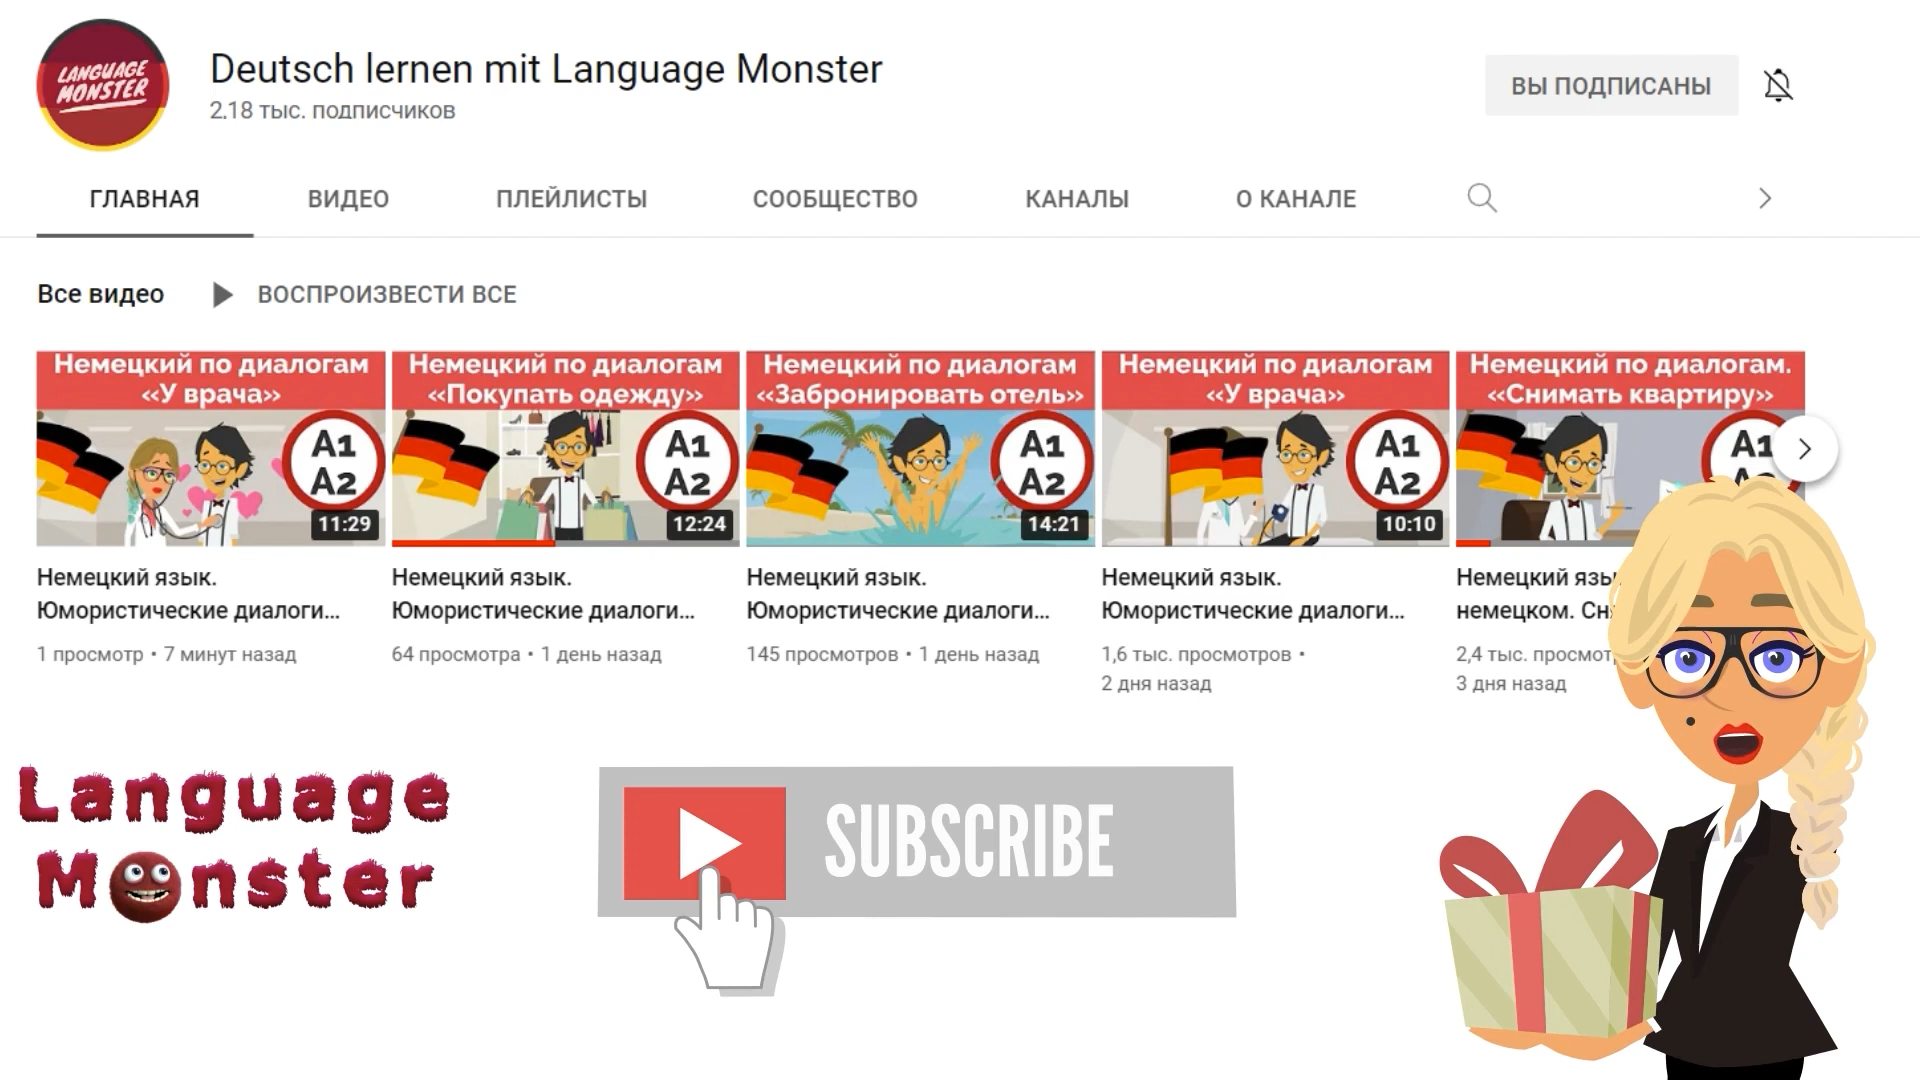 LANGUAGE
MONSTER
Deutsch lernen mit Language Monster
2,18 тыс. подписчиков
ВЫ ПОДПИСАНЫ
ГЛАВНАЯ
ВИДЕО
ПЛЕЙЛИСТЫ
СООБЩЕСТВО
КАНАЛЫ
О КАНАЛЕ
Все видео
ВОСПРОИЗВЕСТИ ВСЕ
Немецкий по диалогам
«У врача»
A1
A2
11:29
Немецкий язык.
Юмористические диалоги...
1 просмотр • 7 минут назад
Немецкий по диалогам
«Покупать одежду»
A1
A2
12:24
Немецкий язык.
Юмористические диалоги...
64 просмотра • 1 день назад
Немецкий по диалогам
«Забронировать отель»
A1
A2
14:21
Немецкий язык.
Юмористические диалоги...
145 просмотров • 1 день назад
Немецкий по диалогам
«У врача»
A1
A2
10:10
Немецкий язык.
Юмористические диалоги...
1,6 тыс. просмотров •
2 дня назад
Немецкий по диалогам.
«Снимать квартиру»
A1
Немецкий
немецком.
2,4 тыс.
3 дня назад
Language
Monster
SUBSCRIBE